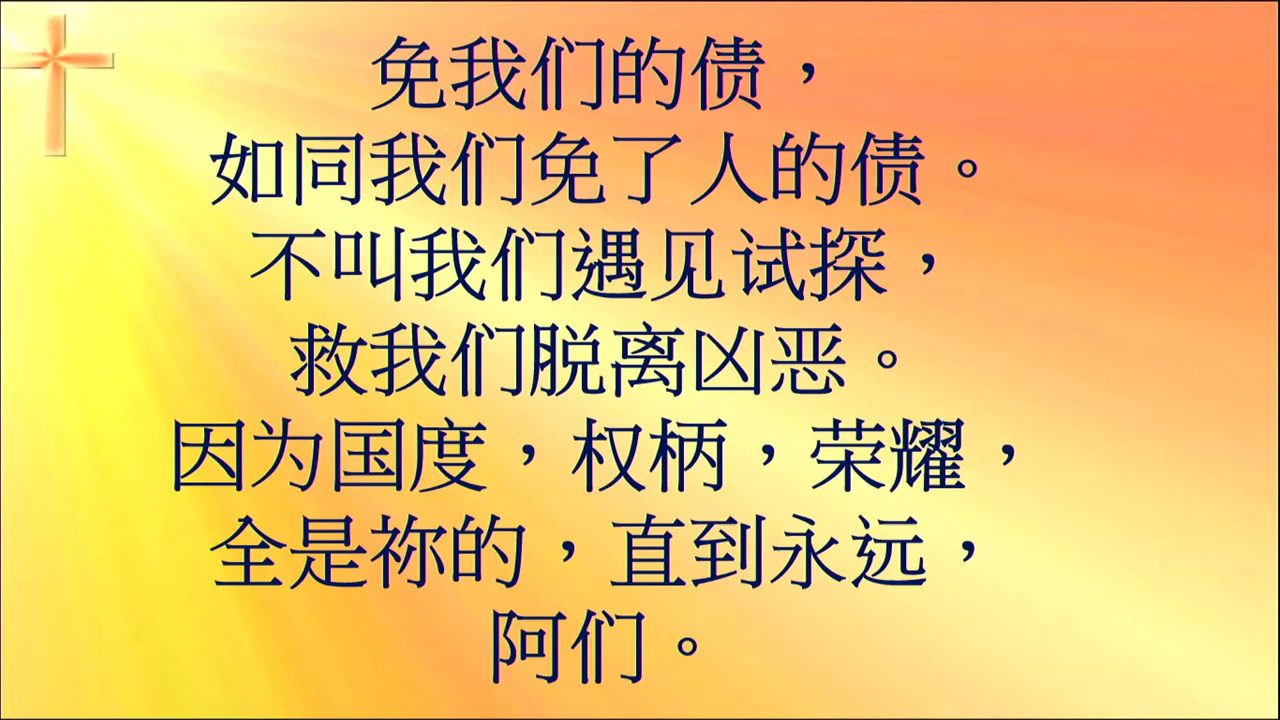 免我们的债，
如同我们免了人的债。
不叫我们遇见试探，
救我们脱离凶恶。
因为国度，权柄，荣耀，
全是祢的，直到永远，
阿们。